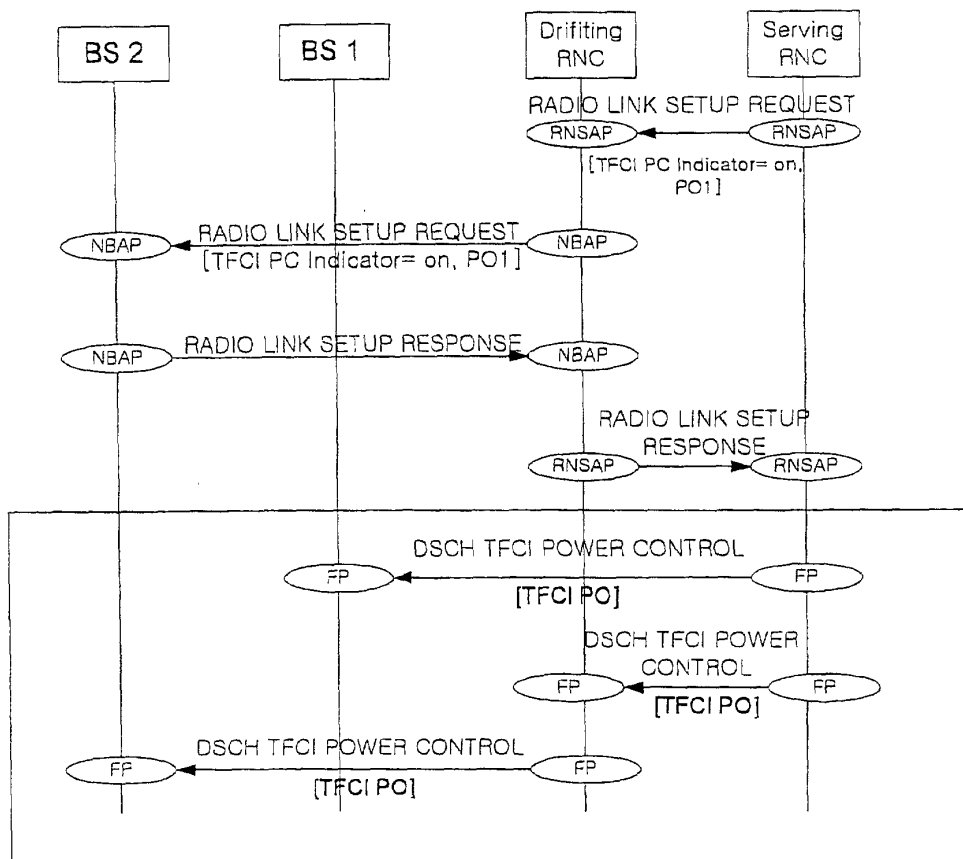 BS 2
BS 1
Drifiting
RNC
Serving
RNC
RADIO LINK SETUP REQUEST
RNSAP
RNSAP
[TFCI PC Indicator= on,
PO1]
NBAP
RADIO LINK SETUP REQUEST
NBAP
[TFCI PC Indicator= on, PO1]
NBAP
RADIO LINK SETUP RESPONSE
NBAP
RADIO LINK SETUP
RESPONSE
RNSAP
RNSAP
DSCH TFCI POWER CONTROL
FP
FP
[TFCI PO]
DSCH TFCI POWER
CONTROL
FP
FP
[TFCI PO]
DSCH TFCI POWER CONTROL
FP
FP
[TFCI PO]